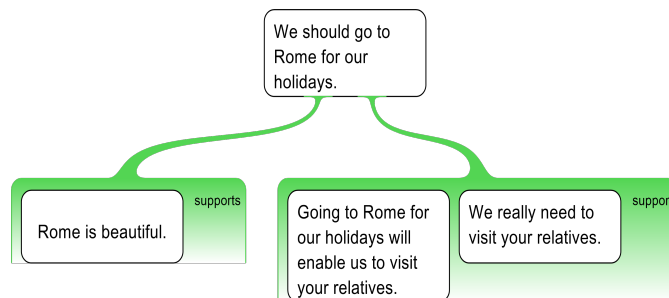 We should go to
Rome for our
holidays.
supports
Rome is beautiful.
Going to Rome for
our holidays will
enable us to visit
your relatives.
We really need to
visit your relatives.
suppor